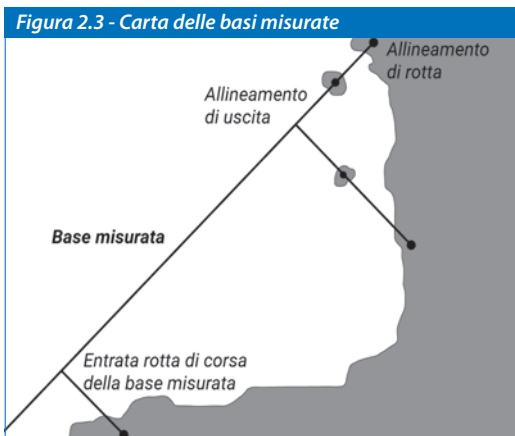 Figura 2.3 - Carta delle basi misurate
Allineamento
di rotta
Allineamento
di uscita
Base misurata
Entrata rotta di corsa
della base misurata